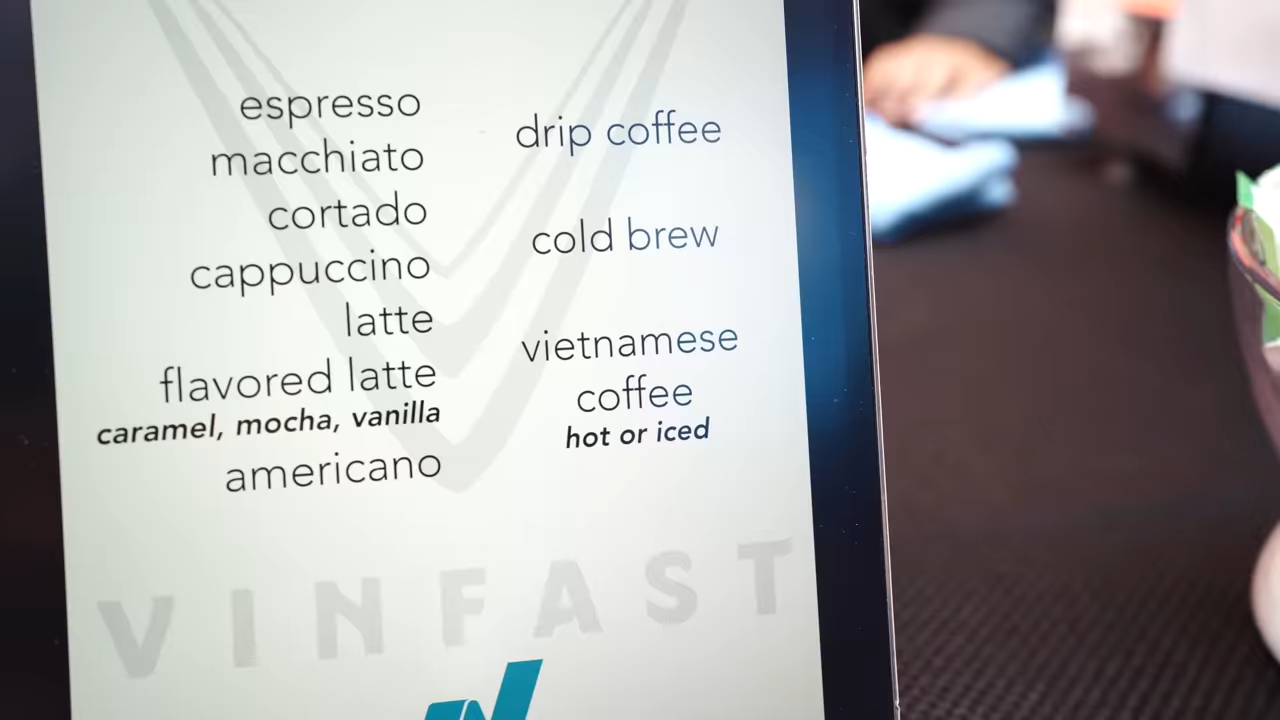 espresso
macchiato
cortado
cappuccino
latte
flavored latte
caramel, mocha, vanilla
americano
drip coffee
cold brew
vietnamese
coffee
hot or iced
VINFAST